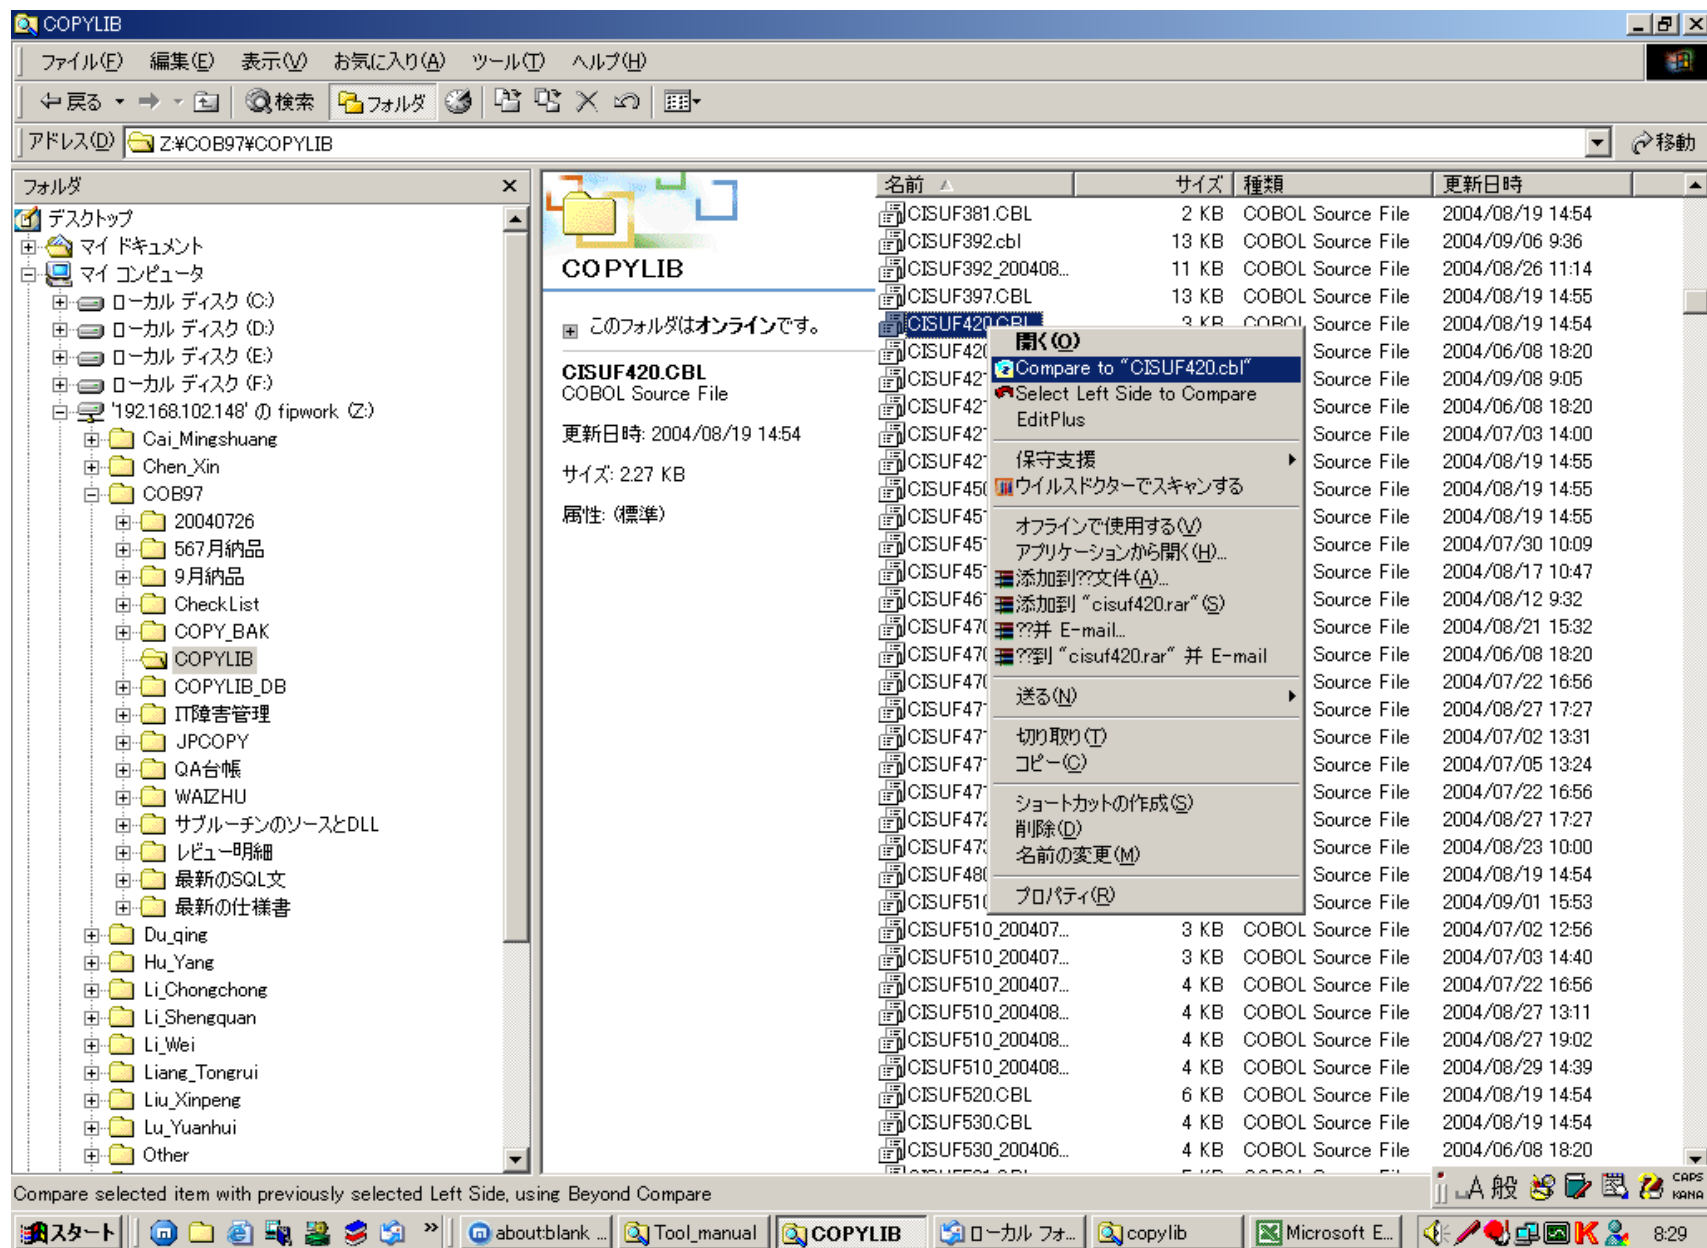 COPYLIB
ファイル(F) 編集(E) 表示(V) お気に入り(A) ツール(T) ヘルプ(H)
戻る 検索 フォルダ
アドレス(D) Z:¥COB97¥COPYLIB 移動
フォルダ
デスクトップ
マイ ドキュメント
マイ コンピュータ
ローカル ディスク (C:)
ローカル ディスク (D:)
ローカル ディスク (E:)
ローカル ディスク (F:)
'192.168.102.148' の fipwork (Z:)
Cai_Mingshuang
Chen_Xin
COB97
20040726
567月納品
9月納品
CheckList
COPY_BAK
COPYLIB
COPYLIB_DB
IT障害管理
JPCOPY
QA台帳
WAIZHU
サブルーチンのソースとDLL
レビュー明細
最新のSQL文
最新の仕様書
Du_qing
Hu_Yang
Li_Chongchong
Li_Shengquan
Li_Wei
Liang_Tongrui
Liu_Xinpeng
Lu_Yuanhui
Other
COPYLIB
このフォルダはオンラインです。
CISUF420.CBL
COBOL Source File
更新日時: 2004/08/19 14:54
サイズ: 2.27 KB
属性: (標準)
名前 サイズ 種類 更新日時
CISUF381.CBL 2 KB COBOL Source File 2004/08/19 14:54
CISUF392.cbl 13 KB COBOL Source File 2004/09/06 9:36
CISUF392_200408... 11 KB COBOL Source File 2004/08/26 11:14
CISUF397.CBL 13 KB COBOL Source File 2004/08/19 14:55
CISUF420.CBL 3 KB COBOL Source File 2004/08/19 14:54
CISUF420 Source File 2004/06/08 18:20
CISUF42 Source File 2004/09/08 9:05
CISUF42 Source File 2004/06/08 18:20
CISUF42 Source File 2004/07/03 14:00
CISUF42 Source File 2004/08/19 14:55
CISUF450 Source File 2004/08/19 14:55
CISUF45 Source File 2004/08/19 14:55
CISUF45 Source File 2004/07/30 10:09
CISUF45 Source File 2004/08/17 10:47
CISUF46 Source File 2004/08/12 9:32
CISUF470 Source File 2004/08/21 15:32
CISUF470 Source File 2004/06/08 18:20
CISUF470 Source File 2004/07/22 16:56
CISUF47 Source File 2004/08/27 17:27
CISUF47 Source File 2004/07/02 13:31
CISUF47 Source File 2004/07/05 13:24
CISUF47 Source File 2004/07/22 16:56
CISUF472 Source File 2004/08/27 17:27
CISUF473 Source File 2004/08/23 10:00
CISUF480 Source File 2004/08/19 14:54
CISUF510 Source File 2004/09/01 15:53
CISUF510_200407... 3 KB COBOL Source File 2004/07/02 12:56
CISUF510_200407... 3 KB COBOL Source File 2004/07/03 14:40
CISUF510_200407... 4 KB COBOL Source File 2004/07/22 16:56
CISUF510_200408... 4 KB COBOL Source File 2004/08/27 13:11
CISUF510_200408... 4 KB COBOL Source File 2004/08/27 19:02
CISUF510_200408... 4 KB COBOL Source File 2004/08/29 14:39
CISUF520.CBL 6 KB COBOL Source File 2004/08/19 14:54
CISUF530.CBL 4 KB COBOL Source File 2004/08/19 14:54
CISUF530_200406... 4 KB COBOL Source File 2004/06/08 18:20
開く(O)
Compare to "CISUF420.cbl"
Select Left Side to Compare
EditPlus
保守支援
ウイルスドクターでスキャンする
オフラインで使用する(V)
アプリケーションから開く(H)...
添加到??文件(A)...
添加到 "cisuf420.rar"(S)
??并 E-mail...
??到 "cisuf420.rar" 并 E-mail
送る(N)
切り取り(T)
コピー(C)
ショートカットの作成(S)
削除(D)
名前の変更(M)
プロパティ(R)
Compare selected item with previously selected Left Side, using Beyond Compare
A 般 CAPS
KANA
スタート about:blank ... Tool_manual COPYLIB ローカル フォ... copylib Microsoft E... 8:29